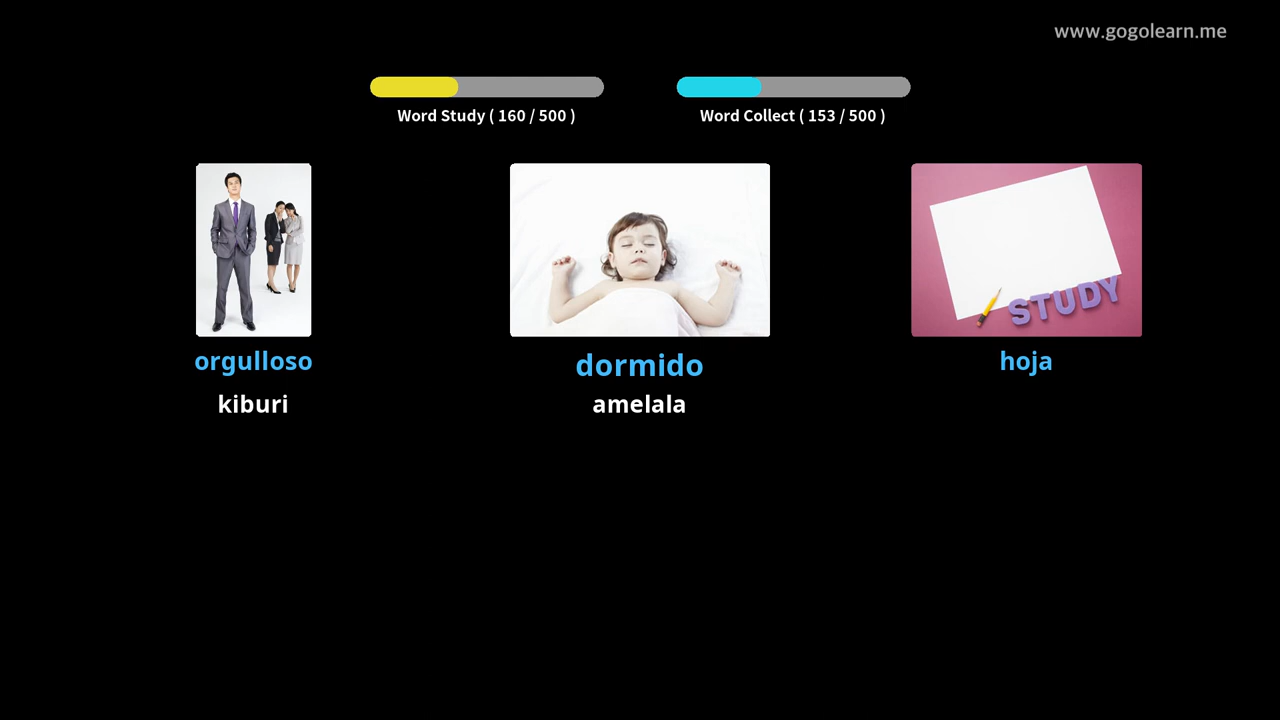 www.gogolearn.me
Word Study ( 160 / 500 )
Word Collect ( 153 / 500 )
STUDY
orgulloso
dormido
hoja
kiburi
amelala